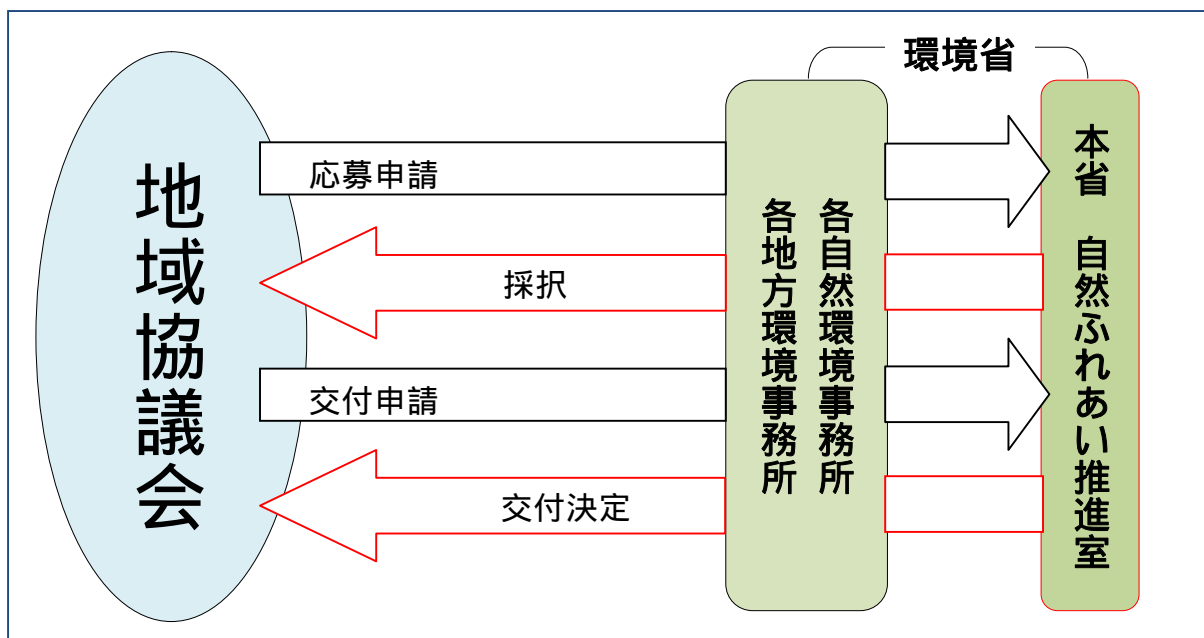 環境省
地域協議会
応募申請
採択
交付申請
交付決定
各自然環境事務所
各地方環境事務所
本省 自然ふれあい推進室